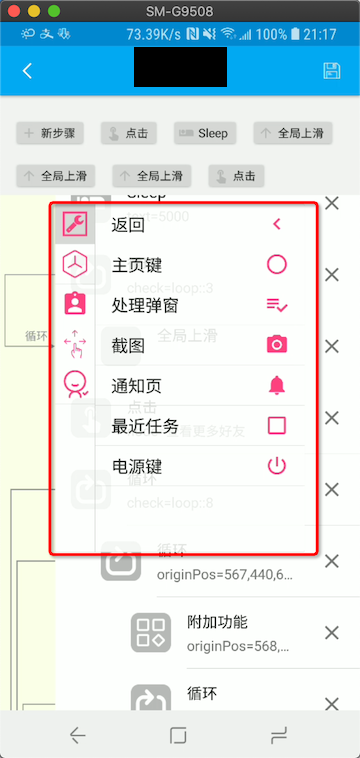 SM-G9508
73.39K/s 100% 21:17
新步骤 点击 Sleep 全局上滑
全局上滑 全局上滑 点击
Sleep
=5000
返回
主页键
check=loop::3
处理弹窗
循环
截图
全局上滑
通知页
点击
最近任务
看更多好友
电源键
循环
check=loop::8
循环
originPos=567,440,6...
附加功能
originPos=568,...
循环